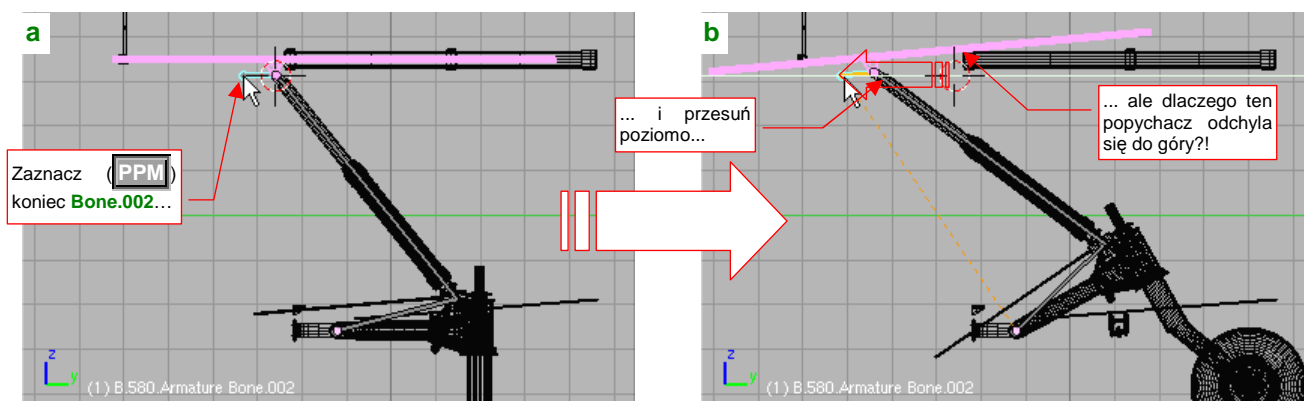 a
Zaznacz (PPM)
koniec Bone.002...
z
y
(1) B.580.Armature Bone.002
b
... i przesuń
poziomo...
... ale dlaczego ten
popychacz odchyla
się do góry?!
z
y
(1) B.580.Armature Bone.002